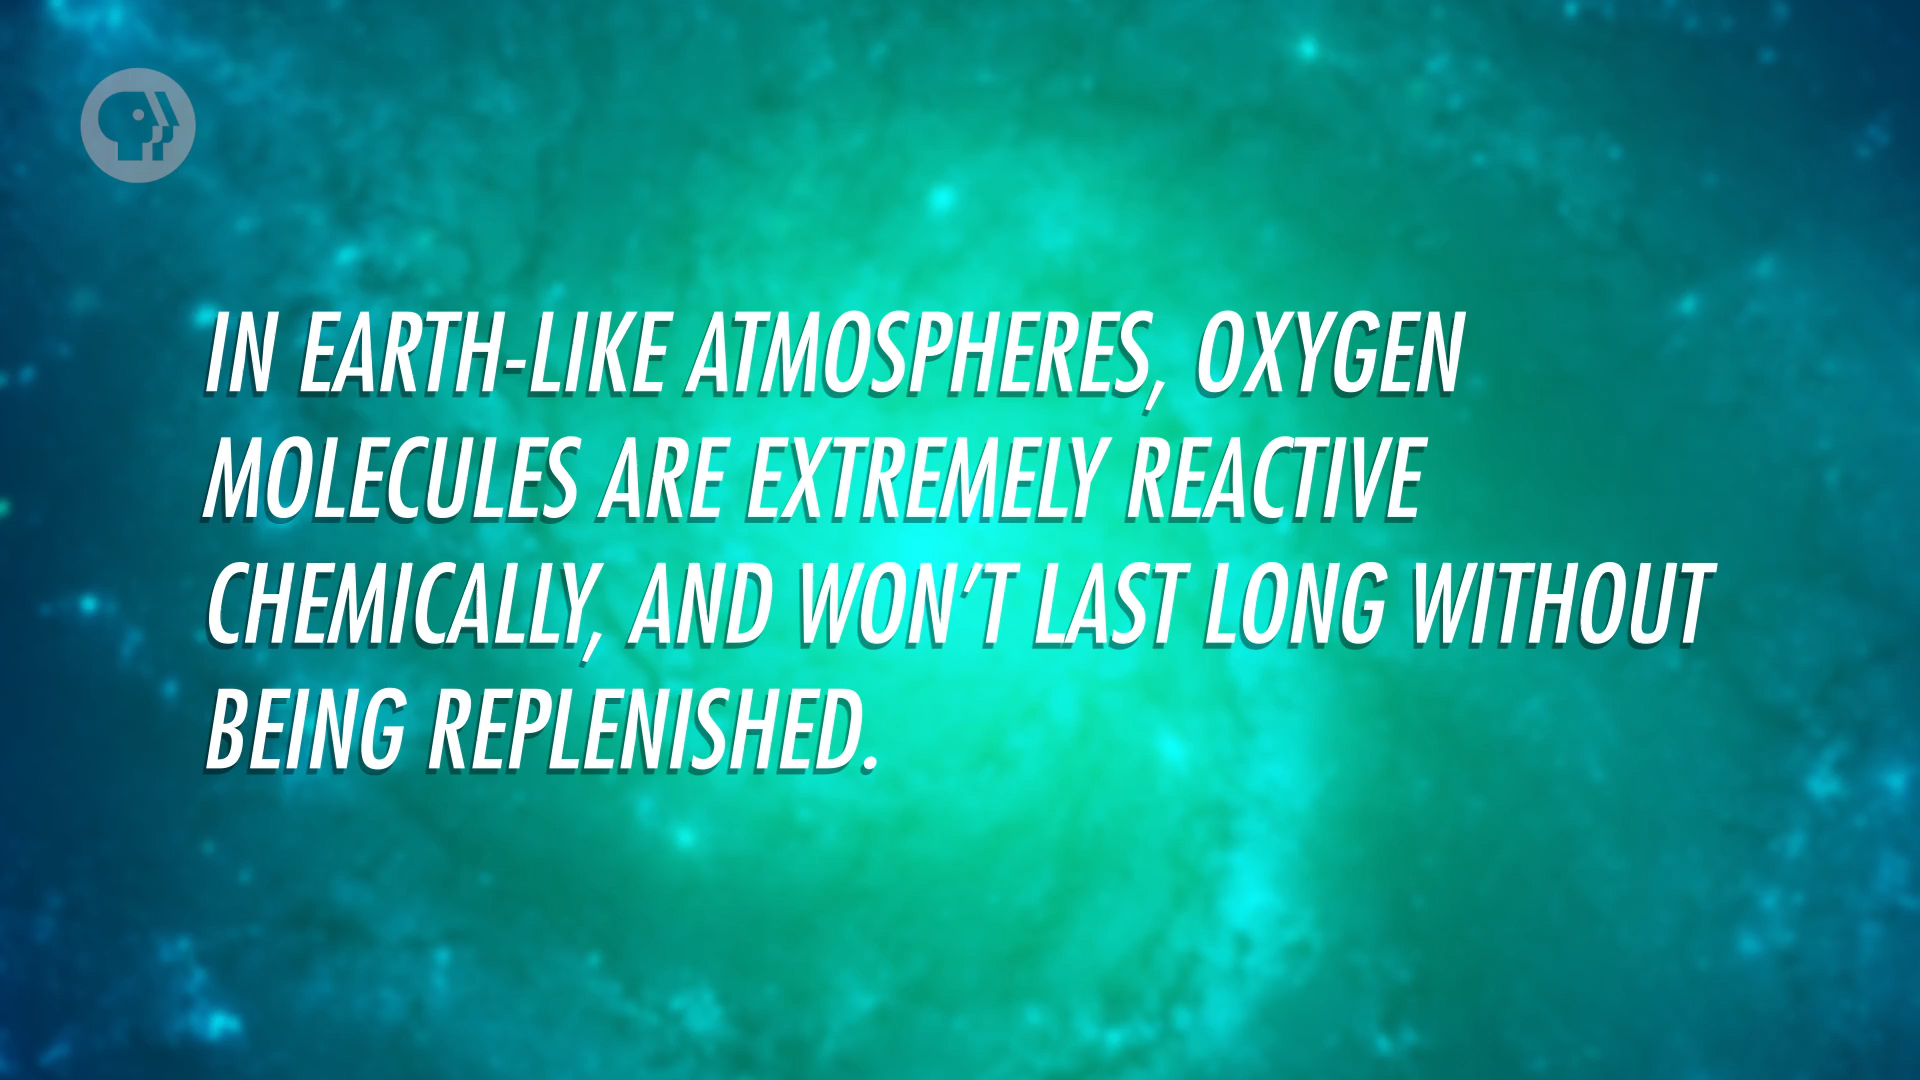 IN EARTH-LIKE ATMOSPHERES, OXYGEN
MOLECULES ARE EXTREMELY REACTIVE
CHEMICALLY, AND WON'T LAST LONG WITHOUT
BEING REPLENISHED.